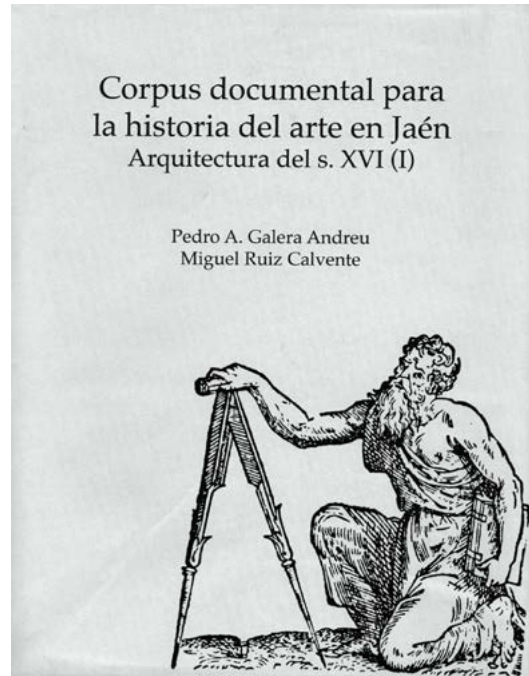 Corpus documental para
la historia del arte en Jaén
Arquitectura del s. XVI (I)
Pedro A. Galera Andreu
Miguel Ruiz Calvente